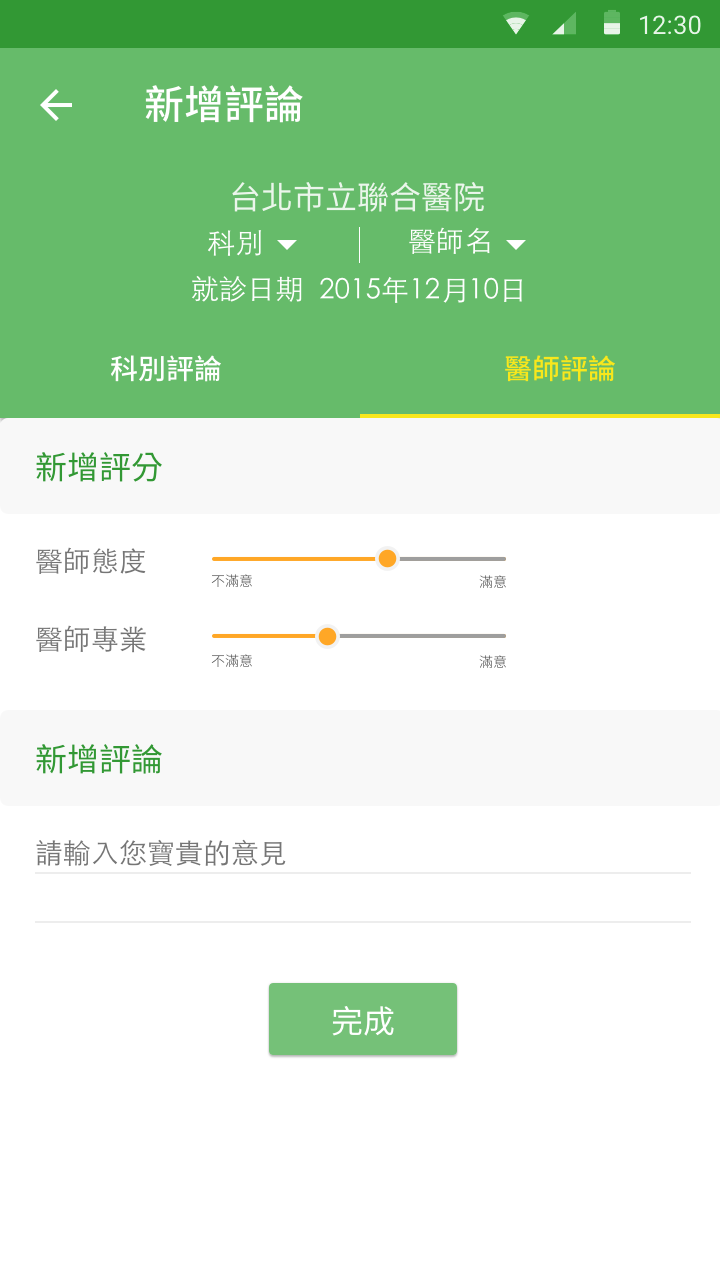 12:30
新增評論
台北市立聯合醫院
科別 醫師名
就診日期 2015年12月10日
科別評論 醫師評論
新增評分
醫師態度
不滿意 滿意
醫師專業
不滿意 滿意
新增評論
請輸入您寶貴的意見
完成